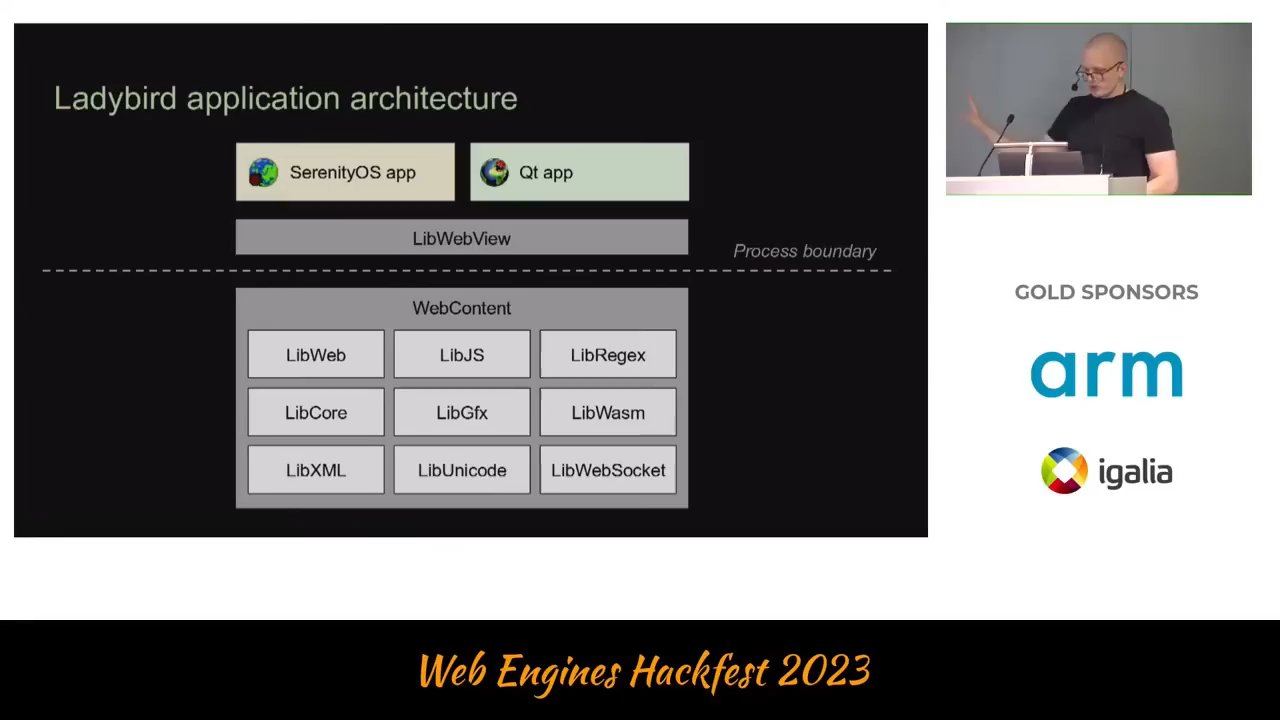 Ladybird application architecture
SerenityOS app
Qt app
LibWebView
Process boundary
WebContent
LibWeb
LibJS
LibRegex
LibCore
LibGfx
LibWasm
LibXML
LibUnicode
LibWebSocket
GOLD SPONSORS
arm
igalia
Web Engines Hackfest 2023